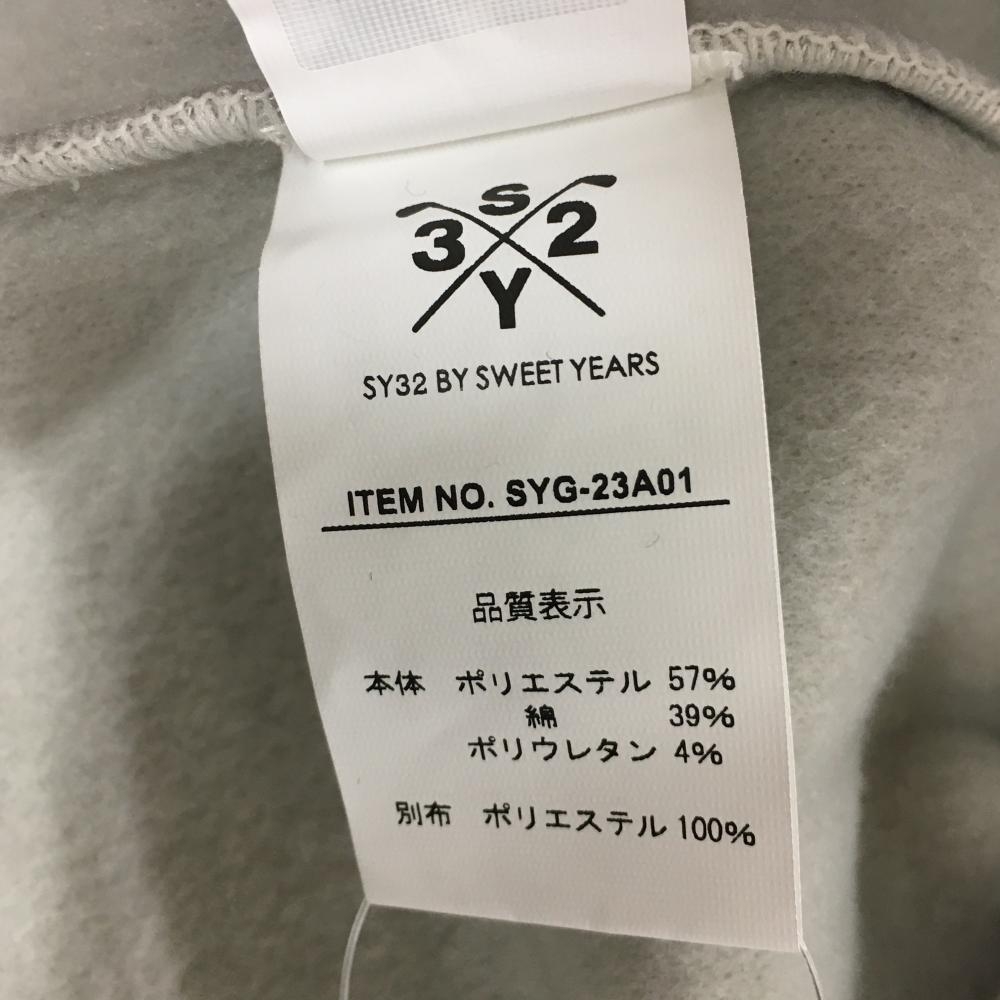 S
3 2
Y
SY32 BY SWEET YEARS
ITEM NO. SYG-23A01
品質表示
本体 ポリエステル 57%
綿 39%
ポリウレタン 4%
別布 ポリエステル 100%